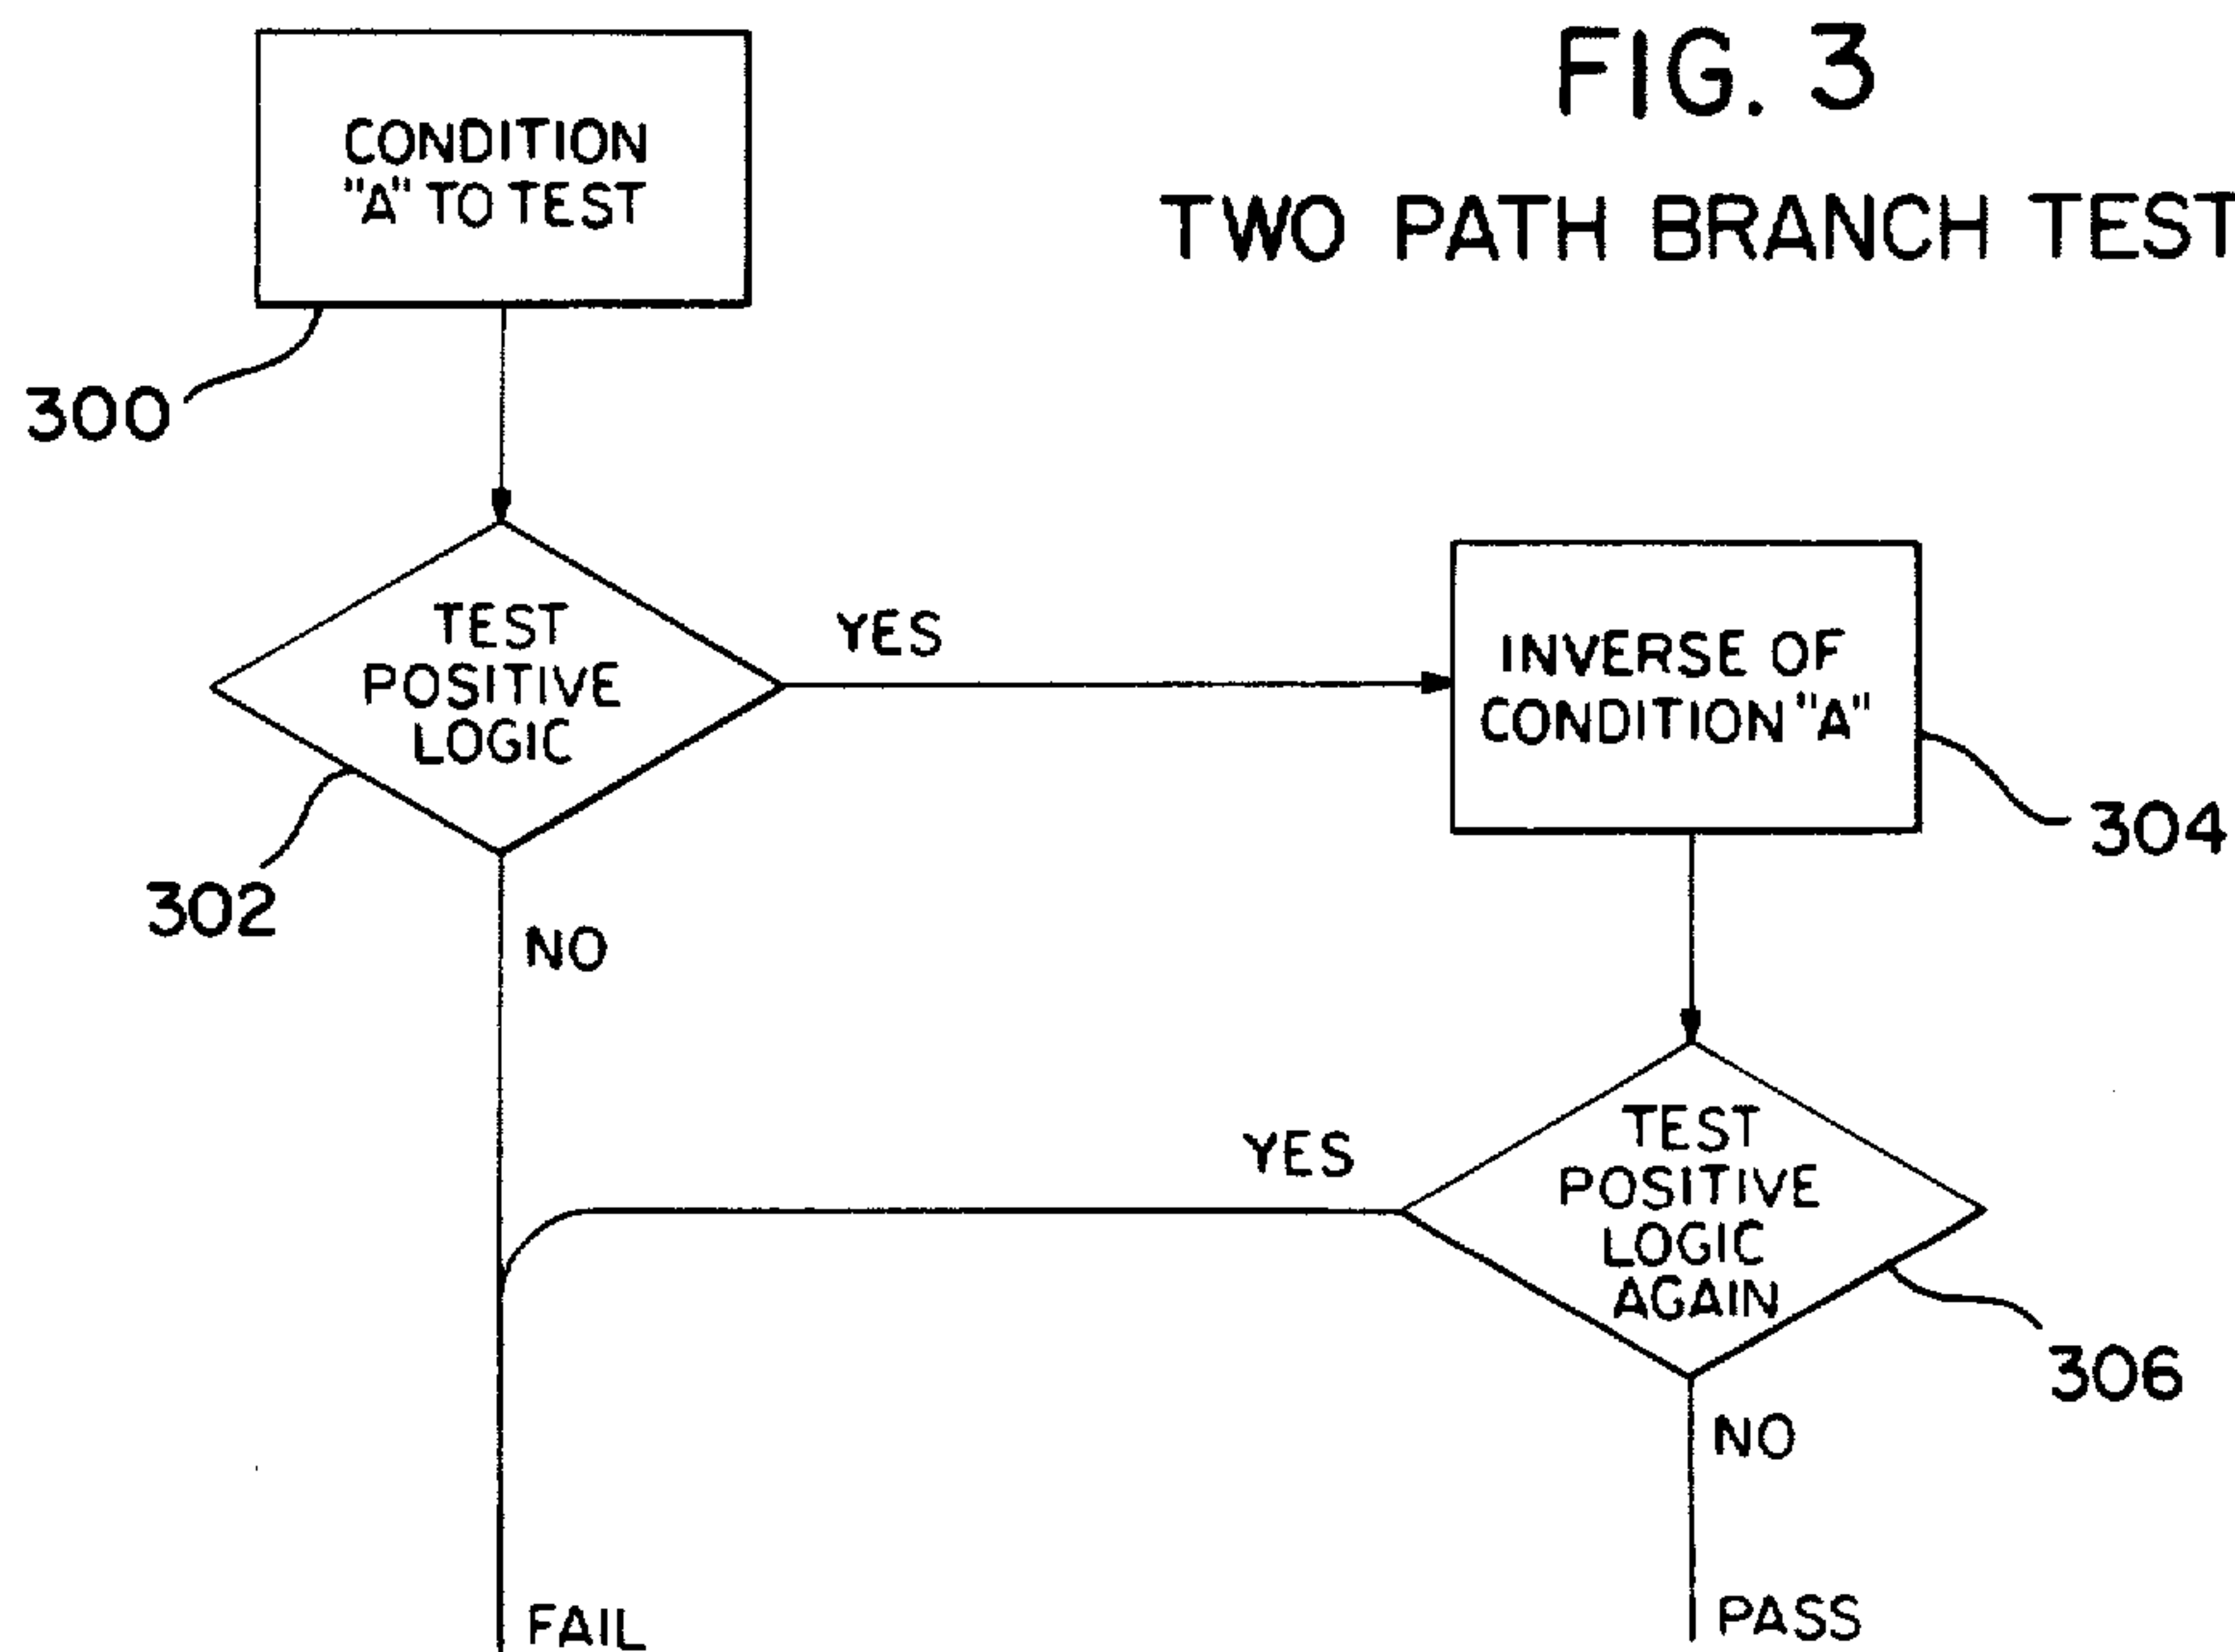 FIG. 3
TWO PATH BRANCH TEST
CONDITION
"A" TO TEST
300
TEST
POSITIVE
LOGIC
302
YES
NO
INVERSE OF
CONDITION "A"
304
TEST
POSITIVE
LOGIC
AGAIN
306
YES
NO
FAIL
PASS